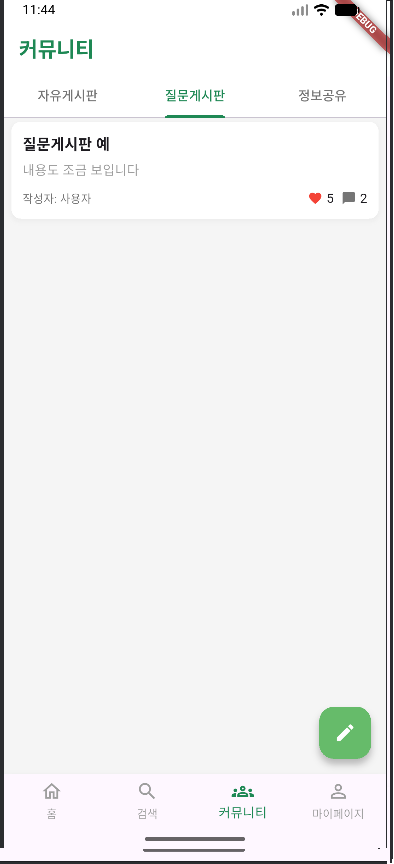 11:44
DEBUG
커뮤니티
자유게시판 질문게시판 정보공유
질문게시판 예
내용도 조금 보입니다
작성자: 사용자 5 2
홈 검색 커뮤니티 마이페이지